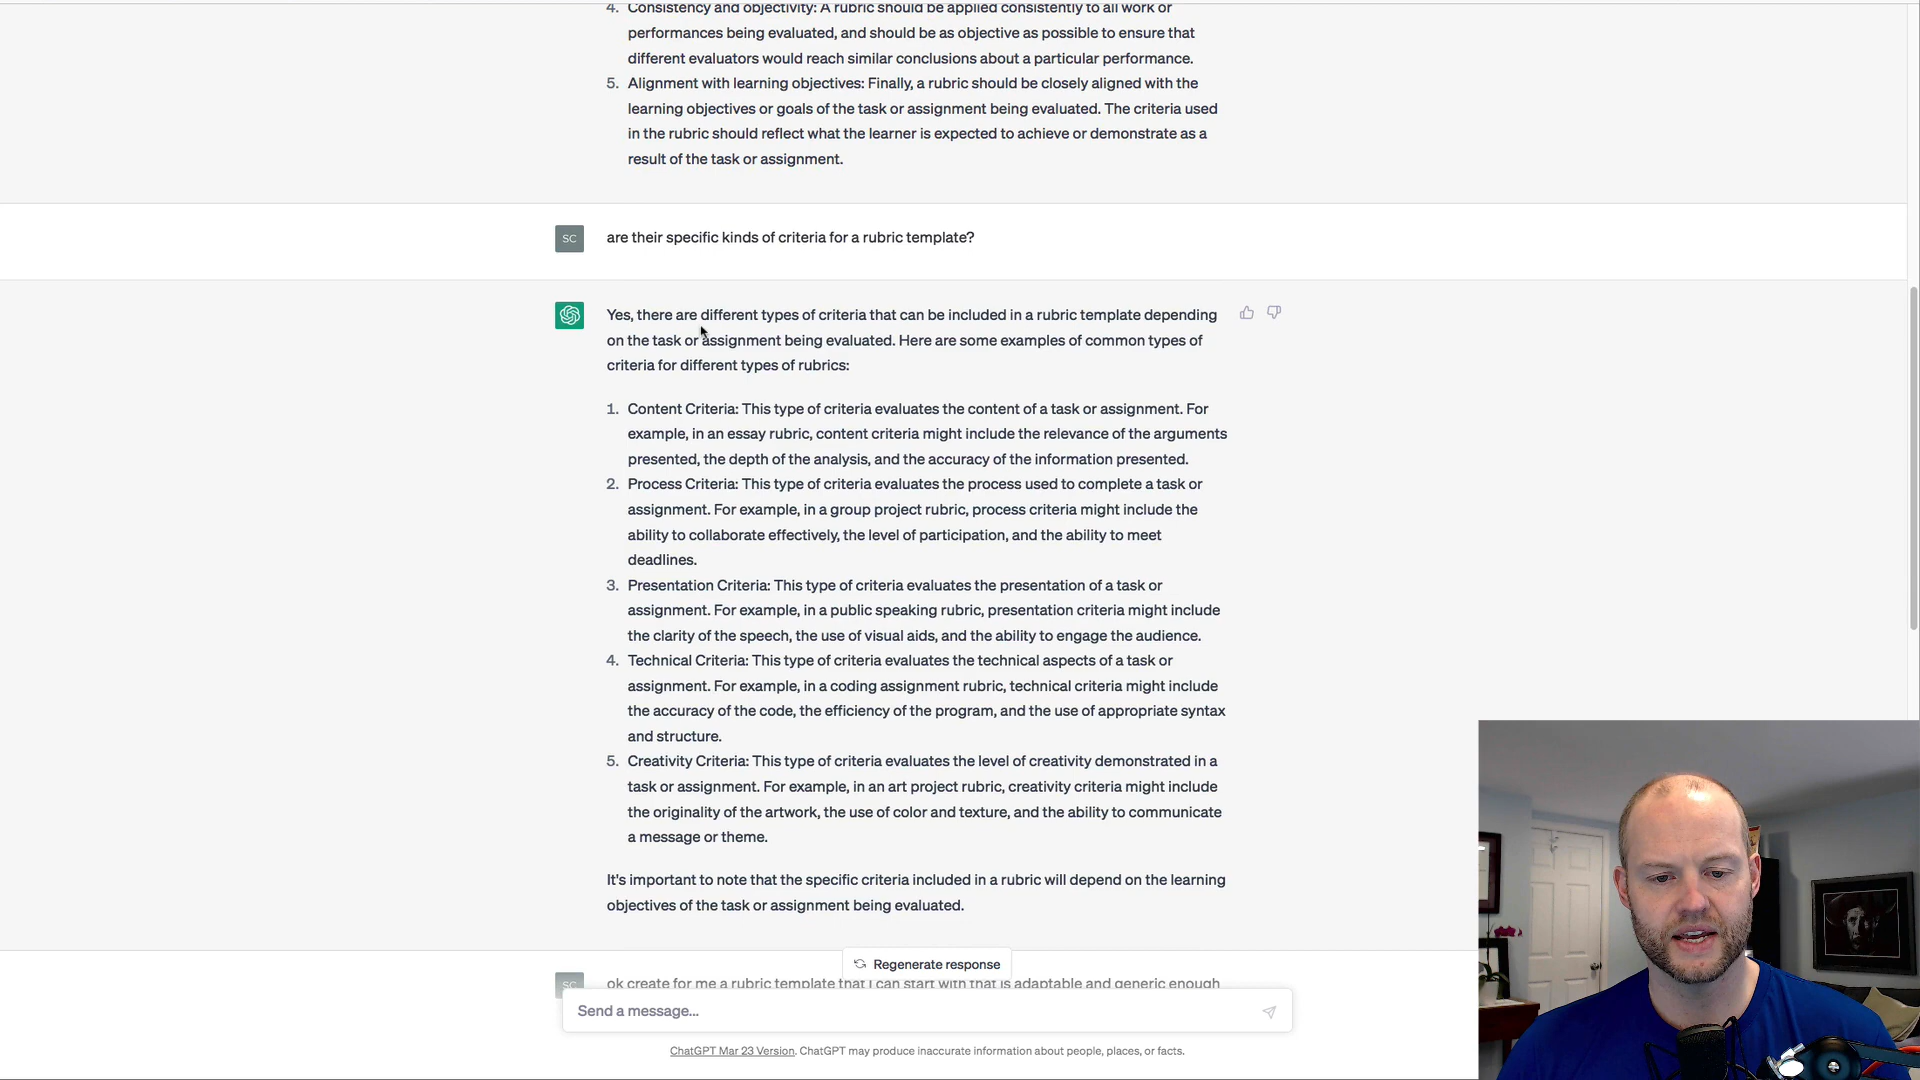 4. Consistency and objectivity: A rubric should be applied consistently to all work or
performances being evaluated, and should be as objective as possible to ensure that
different evaluators would reach similar conclusions about a particular performance.
5. Alignment with learning objectives: Finally, a rubric should be closely aligned with the
learning objectives or goals of the task or assignment being evaluated. The criteria used
in the rubric should reflect what the learner is expected to achieve or demonstrate as a
result of the task or assignment.
SC
are their specific kinds of criteria for a rubric template?
Yes, there are different types of criteria that can be included in a rubric template depending
on the task or assignment being evaluated. Here are some examples of common types of
criteria for different types of rubrics:
1. Content Criteria: This type of criteria evaluates the content of a task or assignment. For
example, in an essay rubric, content criteria might include the relevance of the arguments
presented, the depth of the analysis, and the accuracy of the information presented.
2. Process Criteria: This type of criteria evaluates the process used to complete a task or
assignment. For example, in a group project rubric, process criteria might include the
ability to collaborate effectively, the level of participation, and the ability to meet
deadlines.
3. Presentation Criteria: This type of criteria evaluates the presentation of a task or
assignment. For example, in a public speaking rubric, presentation criteria might include
the clarity of the speech, the use of visual aids, and the ability to engage the audience.
4. Technical Criteria: This type of criteria evaluates the technical aspects of a task or
assignment. For example, in a coding assignment rubric, technical criteria might include
the accuracy of the code, the efficiency of the program, and the use of appropriate syntax
and structure.
5. Creativity Criteria: This type of criteria evaluates the level of creativity demonstrated in a
task or assignment. For example, in an art project rubric, creativity criteria might include
the originality of the artwork, the use of color and texture, and the ability to communicate
a message or theme.
It's important to note that the specific criteria included in a rubric will depend on the learning
objectives of the task or assignment being evaluated.
Regenerate response
SC
ok create for me a rubric template that I can start with that is adaptable and generic enough
Send a message...
ChatGPT Mar 23 Version. ChatGPT may produce inaccurate information about people, places, or facts.